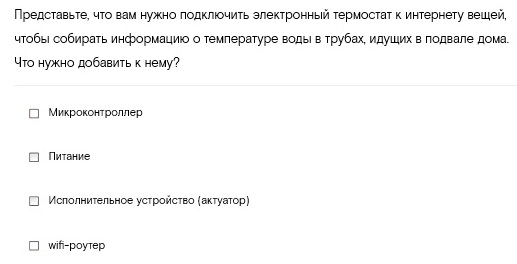 Представьте, что вам нужно подключить электронный термостат к интернету вещей,
чтобы собирать информацию о температуре воды в трубах, идущих в подвале дома.
Что нужно добавить к нему?
Микроконтроллер
Питание
Исполнительное устройство (актуатор)
wifi-роутер